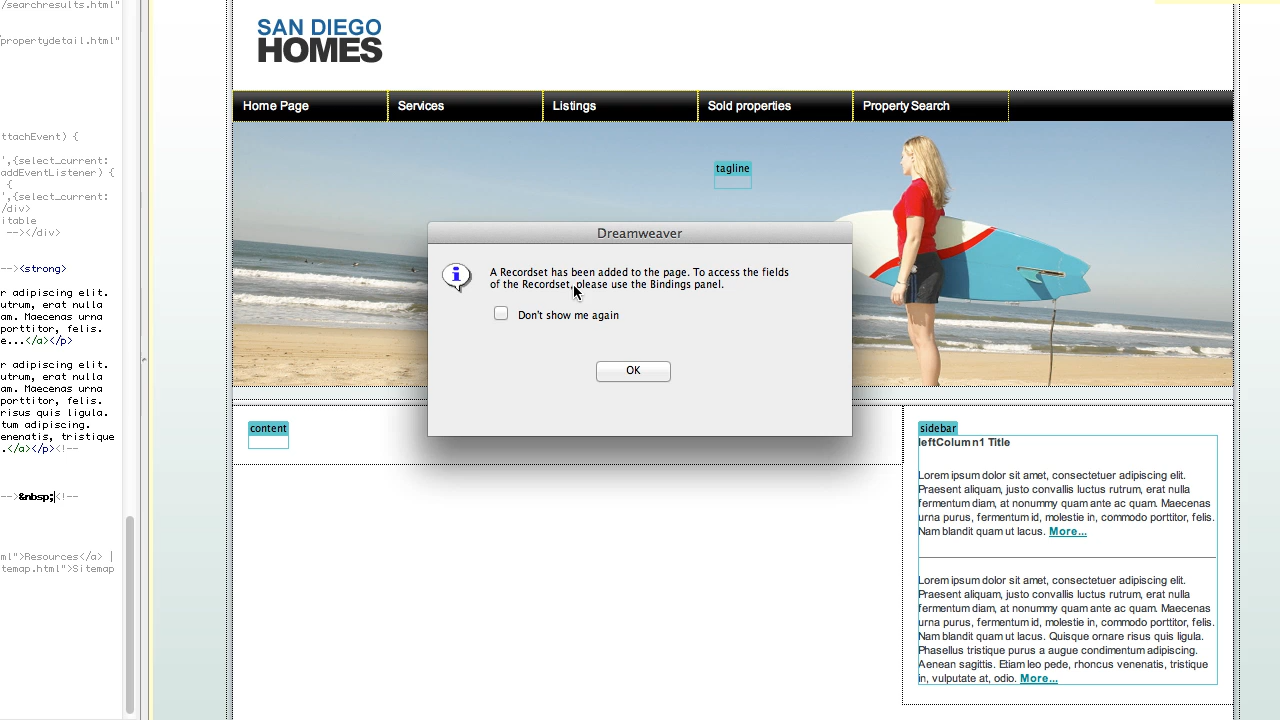 /searchresults.html"
propertydetail.html"
ttachEvent) {
',{select_current:
addEventListener) {
{
',{select_current:
/div>
itable
--></div>
--><strong>
r adipiscing elit.
utrum, erat nulla
am. Maecenas urna
porttitor, felis.
e...</a></p>
r adipiscing elit.
utrum, erat nulla
am. Maecenas urna
porttitor, felis.
risus quis ligula.
tum adipiscing.
enenatis, tristique
.</a></p><!--
-->&nbsp;<!--
ml">Resources</a> |
temap.html">Sitemap
SAN DIEGO
HOMES
Home Page
Services
Listings
Sold properties
Property Search
tagline
Dreamweaver
A Recordset has been added to the page. To access the fields
of the Recordset, please use the Bindings panel.
Don't show me again
OK
content
sidebar
leftColumn1 Title
Lorem ipsum dolor sit amet, consectetuer adipiscing elit.
Praesent aliquam, justo convallis luctus rutrum, erat nulla
fermentum diam, at nonummy quam ante ac quam. Maecenas
urna purus, fermentum id, molestie in, commodo porttitor, felis.
Nam blandit quam ut lacus. More...
Lorem ipsum dolor sit amet, consectetuer adipiscing elit.
Praesent aliquam, justo convallis luctus rutrum, erat nulla
fermentum diam, at nonummy quam ante ac quam. Maecenas
urna purus, fermentum id, molestie in, commodo porttitor, felis.
Nam blandit quam ut lacus. Quisque ornare risus quis ligula.
Phasellus tristique purus a augue condimentum adipiscing.
Aenean sagittis. Etiam leo pede, rhoncus venenatis, tristique
in, vulputate at, odio. More...